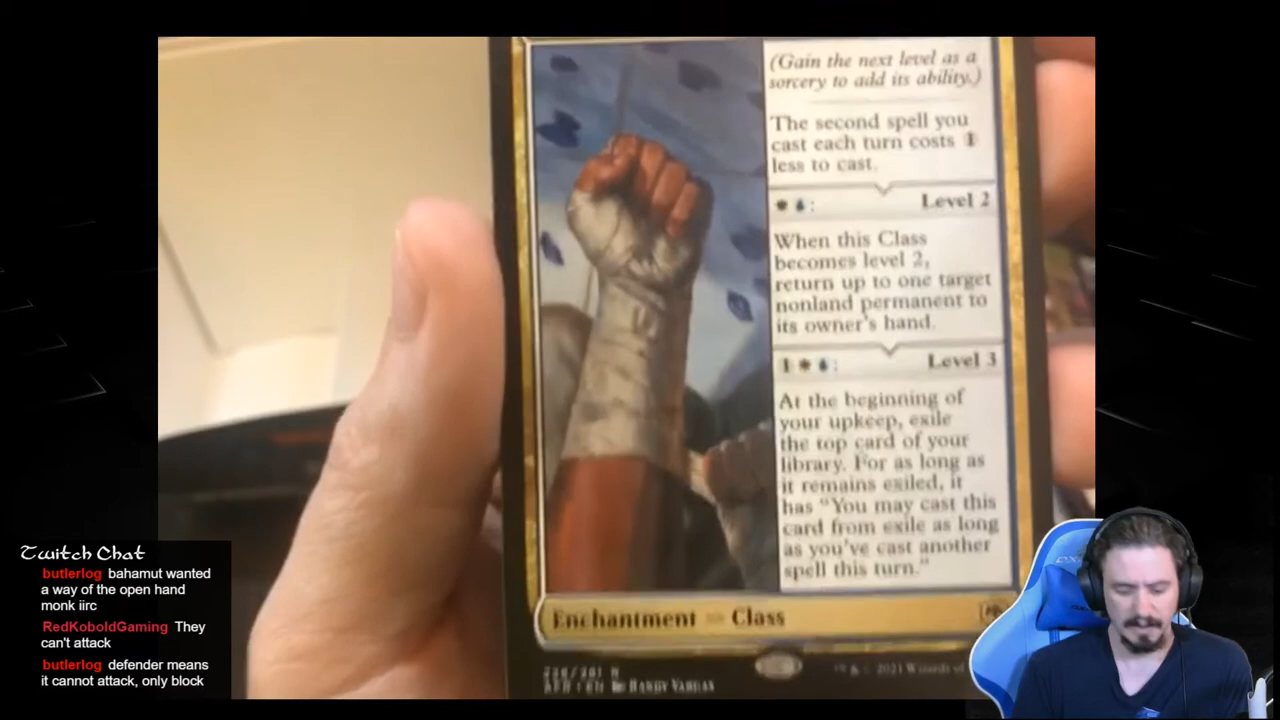 (Gain the next level as a
sorcery to add its ability.)
The second spell you
cast each turn costs 1
less to cast.
Level 2
When this Class
becomes level 2,
return up to one target
nonland permanent to
its owner's hand.
1 : Level 3
At the beginning of
your upkeep, exile
the top card of your
library. For as long as
it remains exiled, it
has "You may cast this
card from exile as long
as you've cast another
spell this turn."
Enchantment — Class
2021 Wizards of
Twitch Chat
butlerlog bahamut wanted
a way of the open hand
monk iirc
RedKoboldGaming They
can't attack
butlerlog defender means
it cannot attack, only block